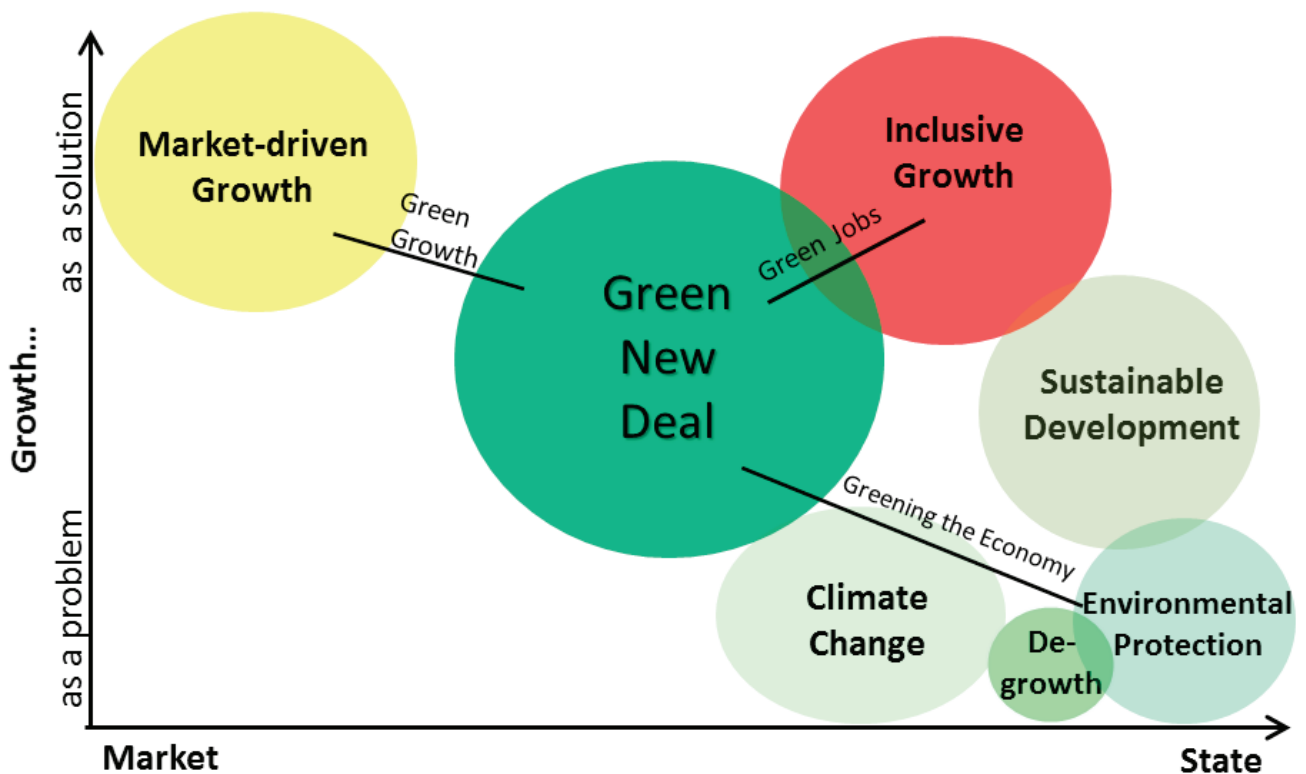 Growth...
as a solution
as a problem
Market-driven
Growth
Green
Growth
Green
New
Deal
Green Jobs
Inclusive
Growth
Sustainable
Development
Greening the Economy
Climate
Change
De-
growth
Environmental
Protection
Market
State